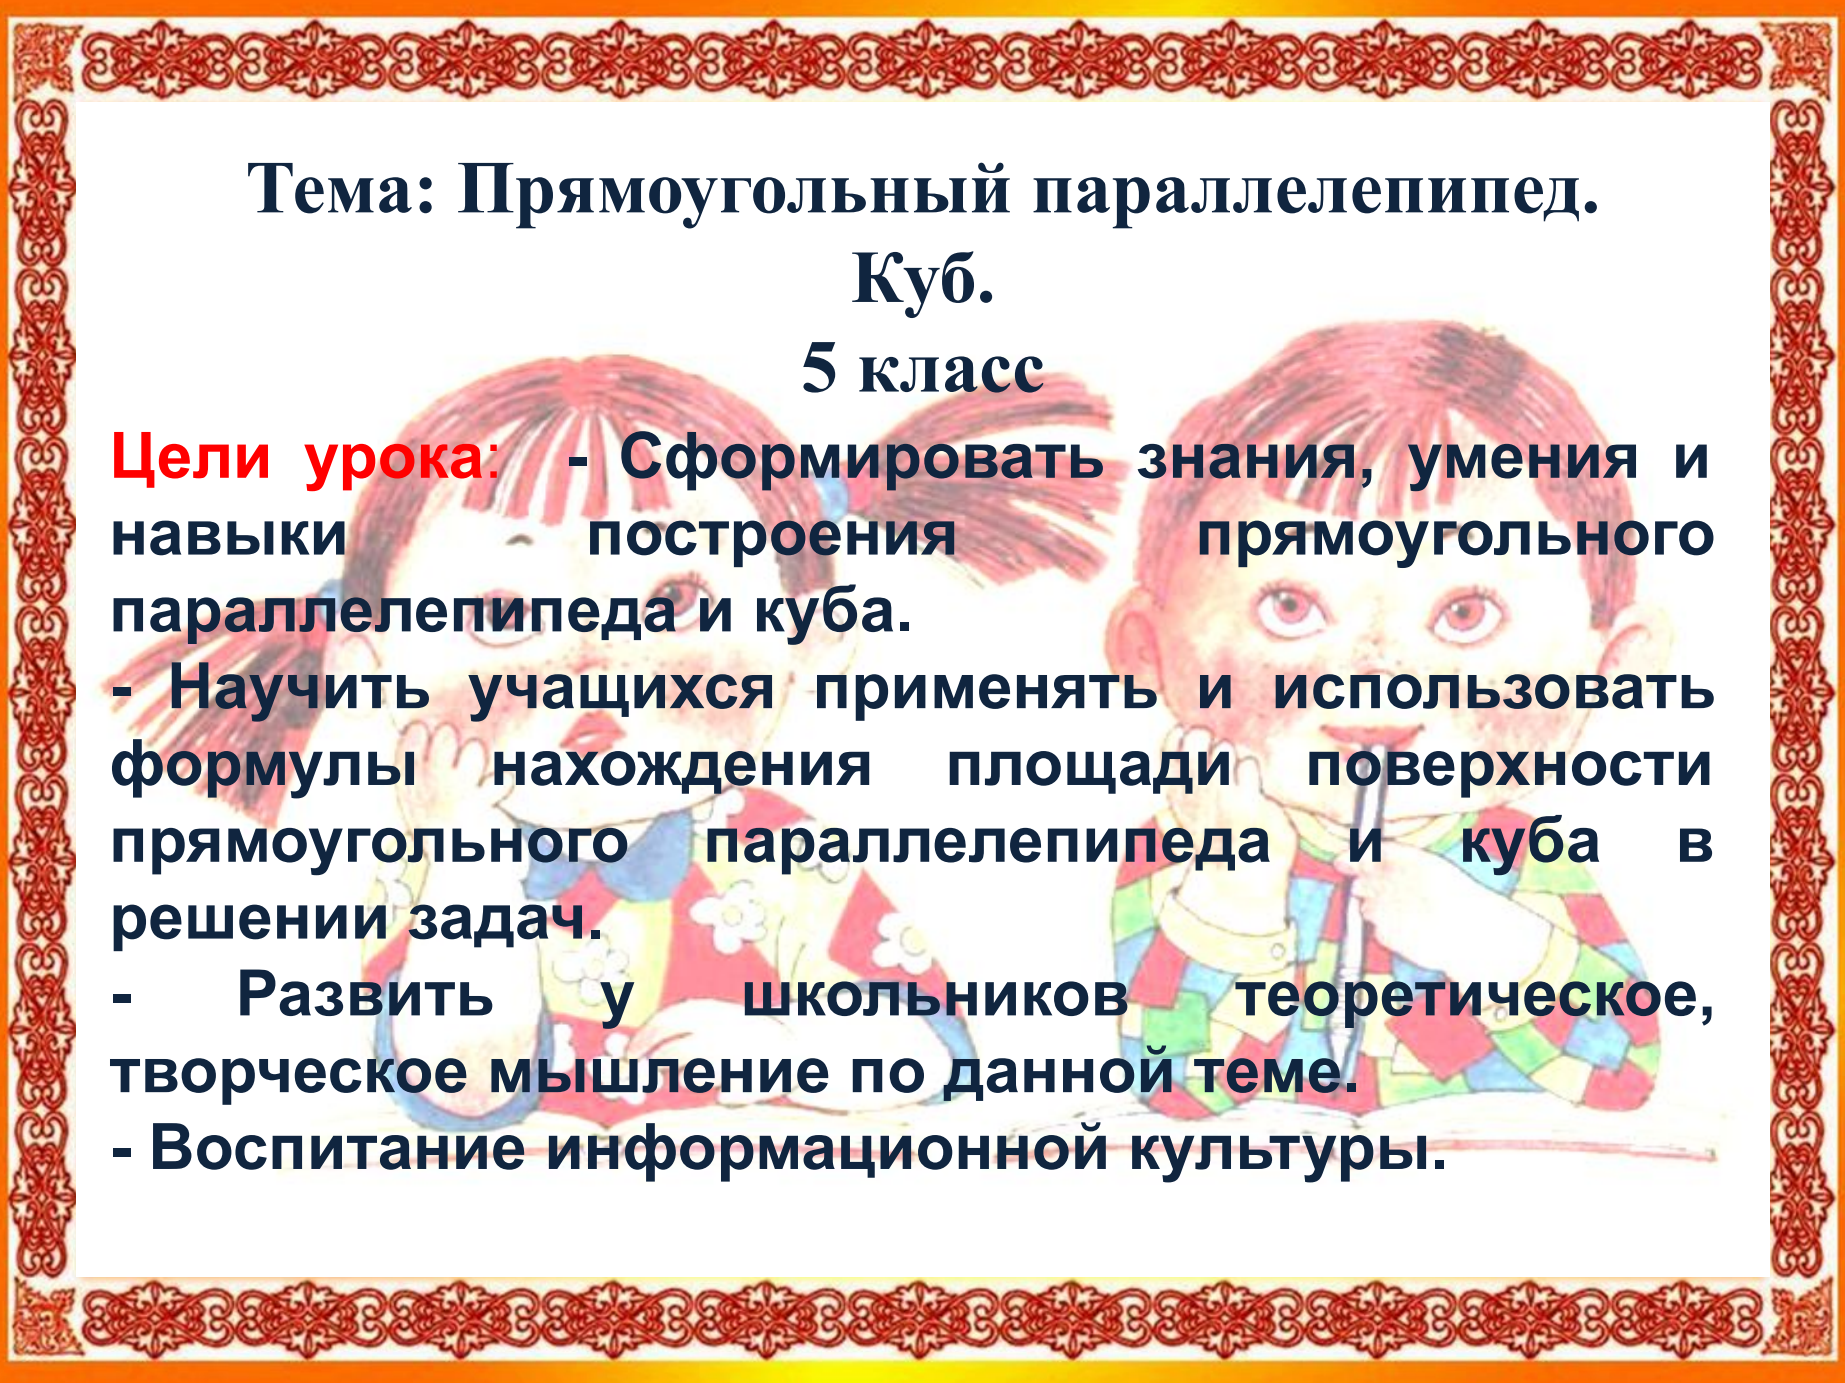 Тема: Прямоугольный параллелепипед.
Куб.
5 класс
Цели урока: - Сформировать знания, умения и
навыки построения прямоугольного
параллелепипеда и куба.
- Научить учащихся применять и использовать
формулы нахождения площади поверхности
прямоугольного параллелепипеда и куба в
решении задач.
- Развить у школьников теоретическое,
творческое мышление по данной теме.
- Воспитание информационной культуры.